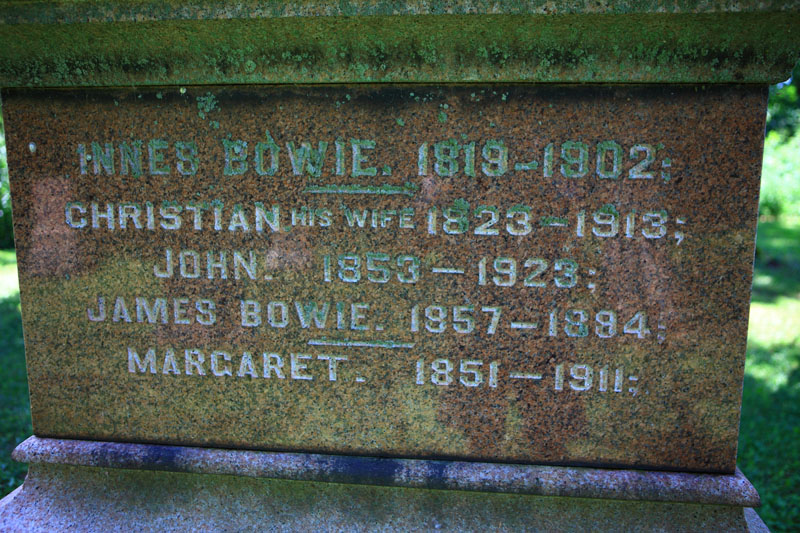 INNES BOWIE. 1819-1902;
CHRISTIAN HIS WIFE 1823-1913;
JOHN. 1853-1923;
JAMES BOWIE. 1857-1894;
MARGARET. 1851-1911;